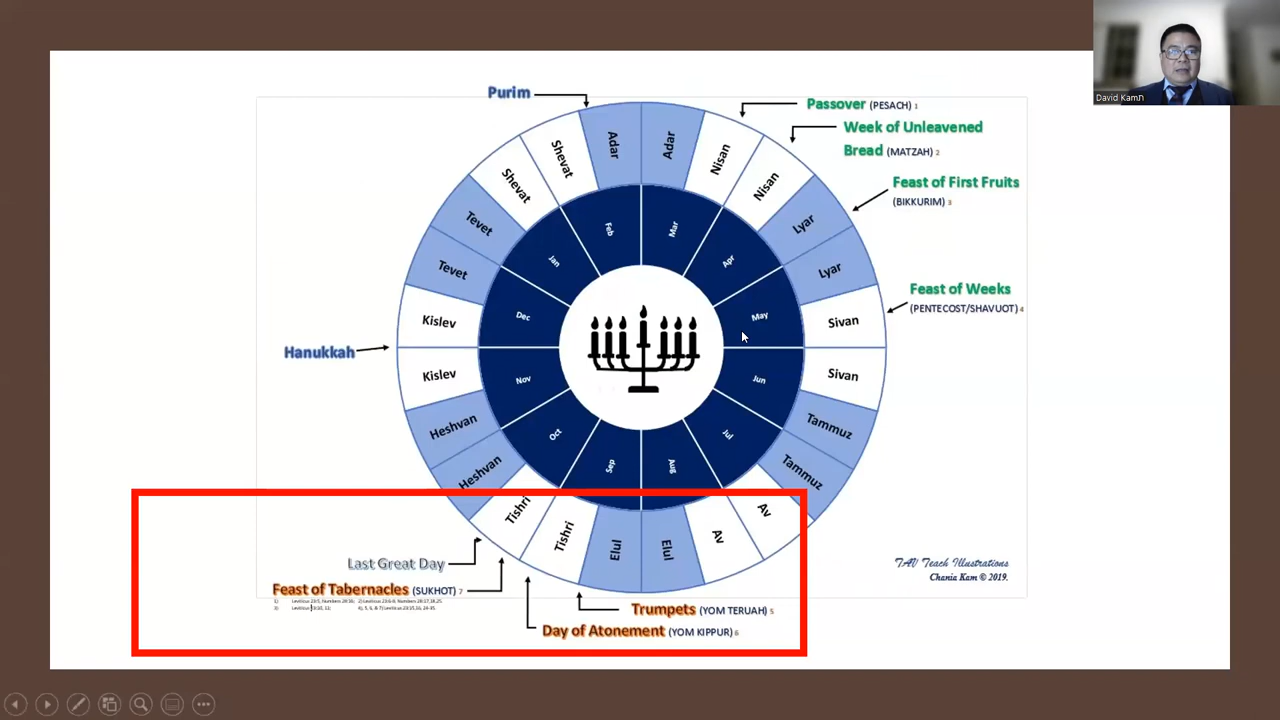 David Kam
Purim
Passover (PESACH) 1
Week of Unleavened
Bread (MATZAH) 2
Feast of First Fruits
(BIKKURIM) 3
Feast of Weeks
(PENTECOST/SHAVUOT) 4
Hanukkah
Adar
Adar
Nisan
Nisan
Lyar
Lyar
Sivan
Sivan
Tammuz
Tammuz
Av
Av
Elul
Elul
Tishri
Tishri
Heshvan
Heshvan
Kislev
Kislev
Tevet
Tevet
Shevat
Shevat
Mar
Apr
May
Jun
Jul
Aug
Sep
Oct
Nov
Dec
Jan
Feb
Last Great Day
Feast of Tabernacles (SUKHOT) 7
Trumpets (YOM TERUAH) 5
Day of Atonement (YOM KIPPUR) 6
TAV Teach Illustrations
Chania Kam © 2019.